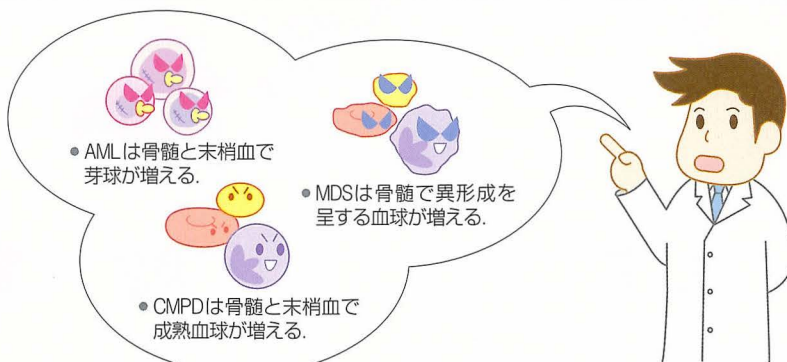 ● AMLは骨髄と末梢血で
芽球が増える.
● MDSは骨髄で異形成を
呈する血球が増える.
● CMPDは骨髄と末梢血で
成熟血球が増える.